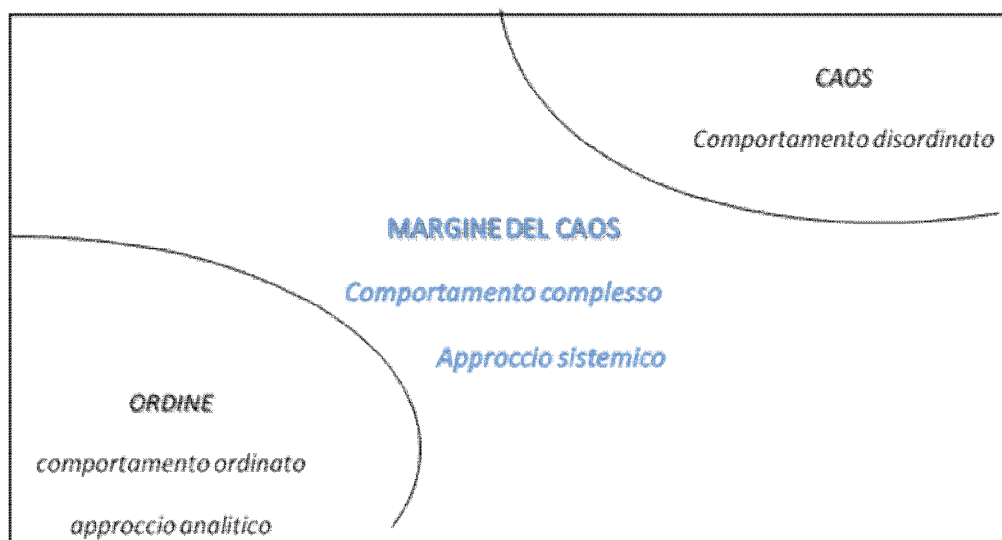 CAOS
Comportamento disordinato
MARGINE DEL CAOS
Comportamento complesso
Approccio sistemico
ORDINE
comportamento ordinato
approccio analitico